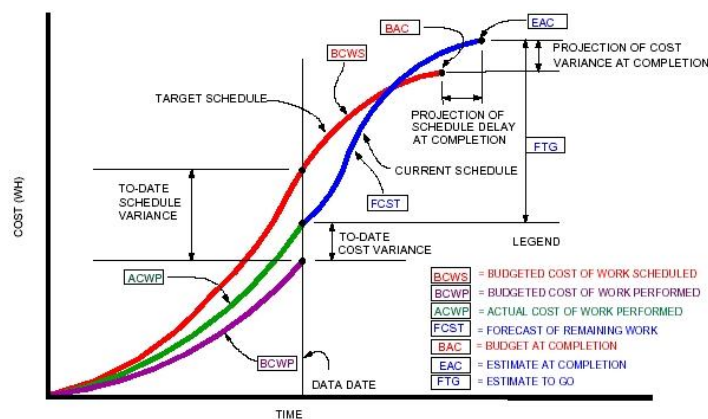 BAC
EAC
BCWS
PROJECTION OF COST
VARIANCE AT COMPLETION
TARGET SCHEDULE
PROJECTION OF
SCHEDULE DELAY
AT COMPLETION
FTG
CURRENT SCHEDULE
TO-DATE
SCHEDULE
VARIANCE
FCST
COST (WH)
TO-DATE
COST VARIANCE
LEGEND
ACWP
BCWP
DATA DATE
TIME
BCWS = BUDGETED COST OF WORK SCHEDULED
BCWP = BUDGETED COST OF WORK PERFORMED
ACWP = ACTUAL COST OF WORK PERFORMED
FCST = FORECAST OF REMAINING WORK
BAC = BUDGET AT COMPLETION
EAC = ESTIMATE AT COMPLETION
FTG = ESTIMATE TO GO